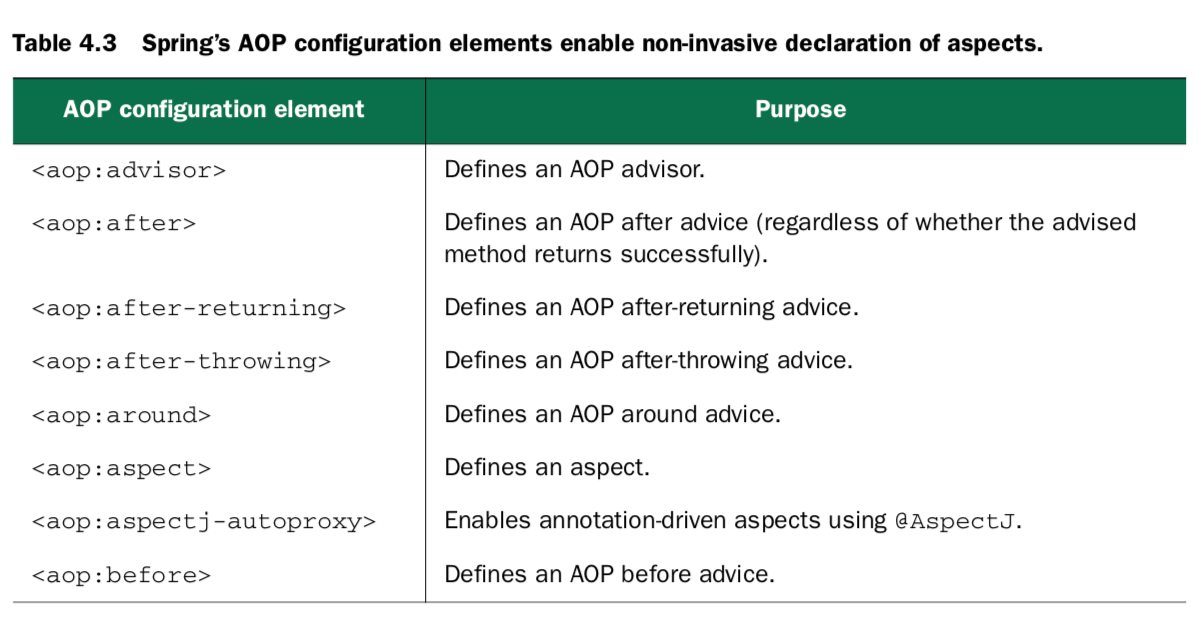 Table 4.3 Spring’s AOP configuration elements enable non-invasive declaration of aspects.
AOP configuration element Purpose
<aop:advisor> Defines an AOP advisor.
<aop:after> Defines an AOP after advice (regardless of whether the advised
method returns successfully).
<aop:after-returning> Defines an AOP after-returning advice.
<aop:after-throwing> Defines an AOP after-throwing advice.
<aop:around> Defines an AOP around advice.
<aop:aspect> Defines an aspect.
<aop:aspectj-autoproxy> Enables annotation-driven aspects using @AspectJ.
<aop:before> Defines an AOP before advice.